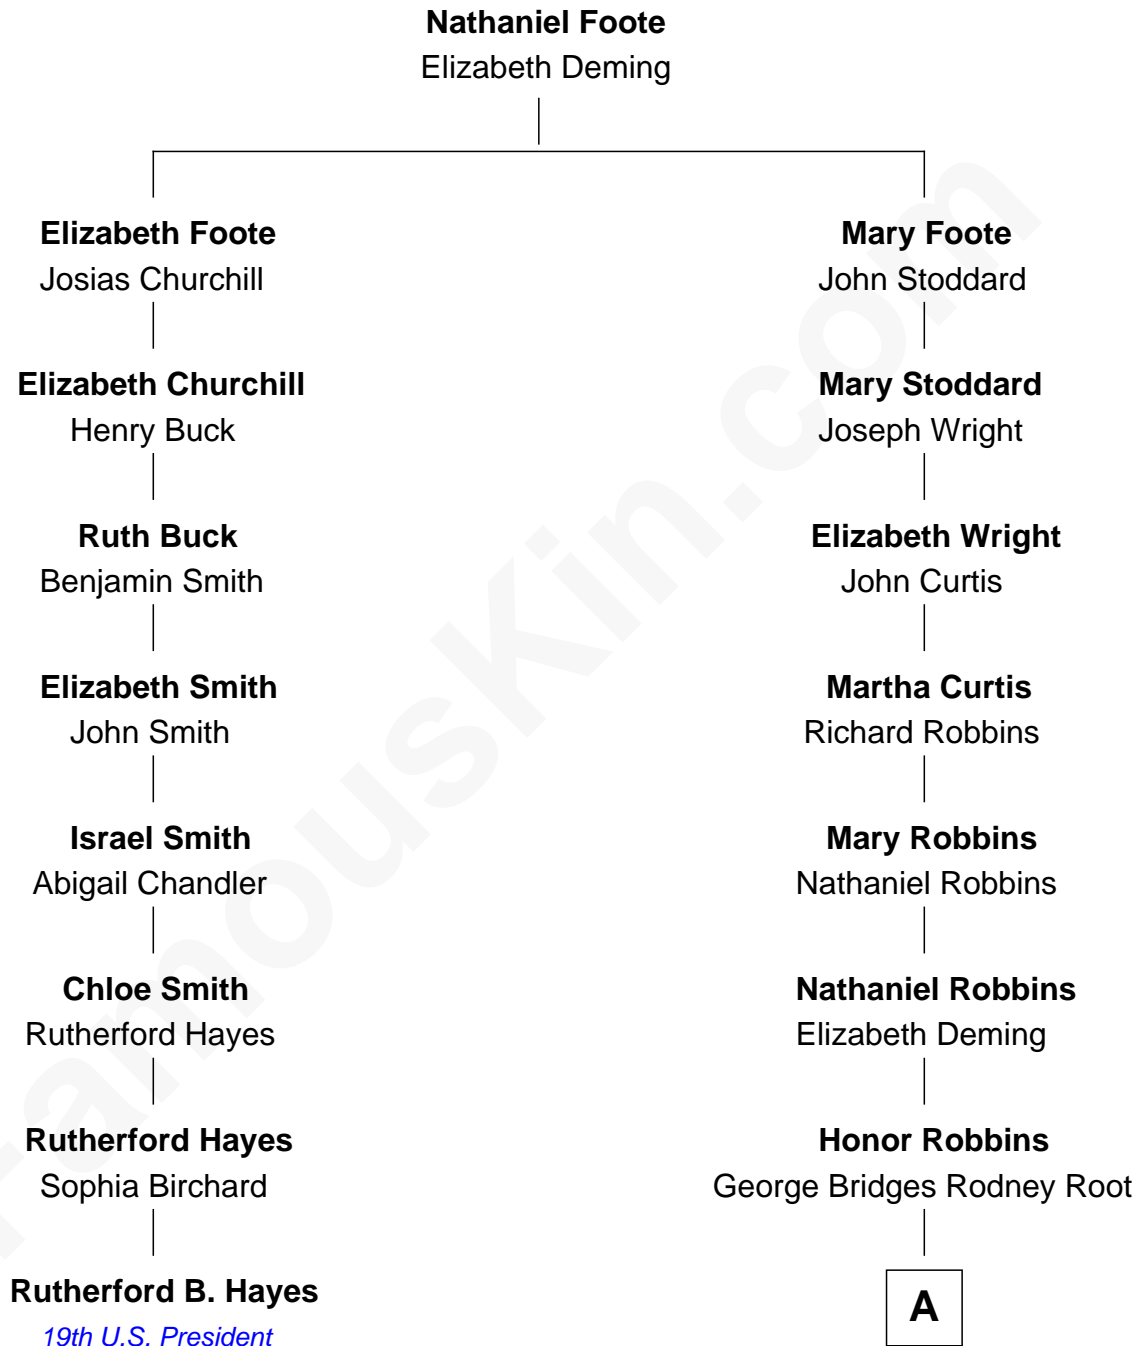 Nathaniel Foote
Elizabeth Deming
Elizabeth Foote
Josias Churchill
Mary Foote
John Stoddard
Elizabeth Churchill
Henry Buck
Mary Stoddard
Joseph Wright
Ruth Buck
Benjamin Smith
Elizabeth Wright
John Curtis
Elizabeth Smith
John Smith
Martha Curtis
Richard Robbins
Israel Smith
Abigail Chandler
Mary Robbins
Nathaniel Robbins
Chloe Smith
Rutherford Hayes
Nathaniel Robbins
Elizabeth Deming
Rutherford Hayes
Sophia Birchard
Honor Robbins
George Bridges Rodney Root
Rutherford B. Hayes
19th U.S. President
A
FamousKin.com